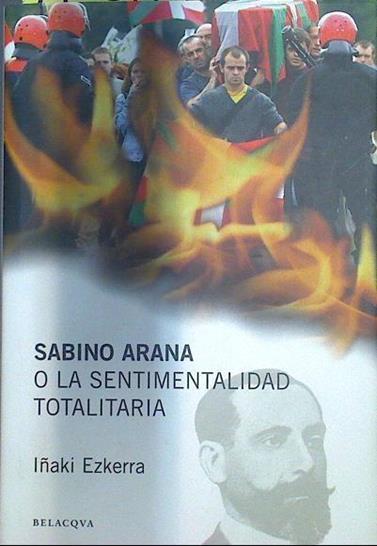 SABINO ARANA
O LA SENTIMENTALIDAD
TOTALITARIA
Iñaki Ezkerra
BELACQVA